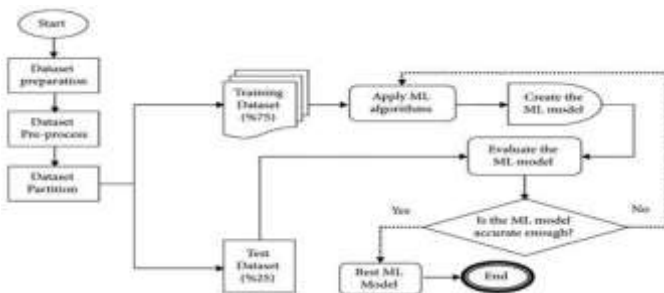 Start
Dataset
preparation
Dataset
Pre-process
Dataset
Partition
Training
Dataset
(%75)
Apply ML
algorithms
Create the
ML model
Evaluate the
ML model
Is the ML model
accurate enough?
Yes
No
Test
Dataset
(%25)
Best ML
Model
End